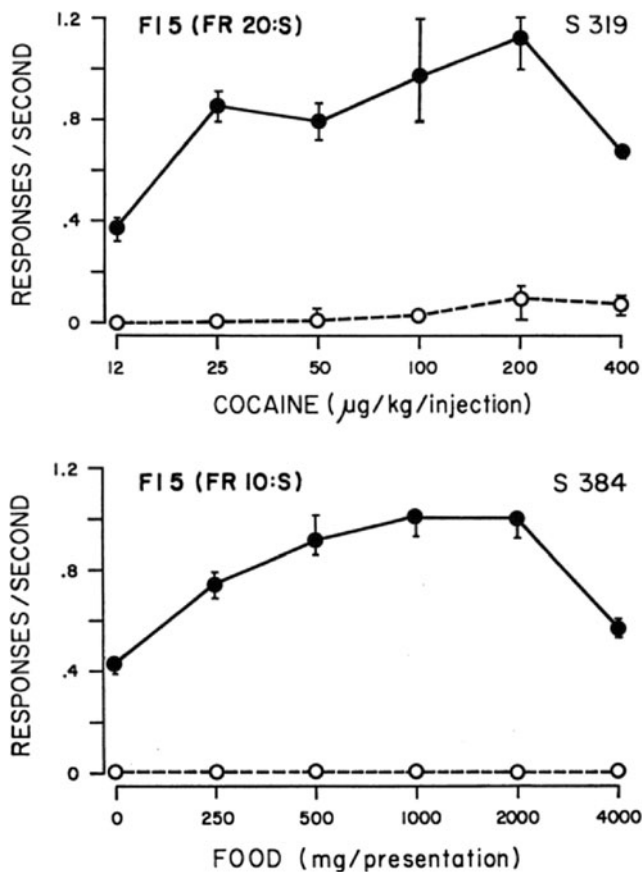 FI 5 (FR 20:S) S 319
RESPONSES/SECOND
1.2
.8
.4
0
12 25 50 100 200 400
COCAINE (µg/kg/injection)
FI 5 (FR 10:S) S 384
RESPONSES/SECOND
1.2
.8
.4
0
0 250 500 1000 2000 4000
FOOD (mg/presentation)